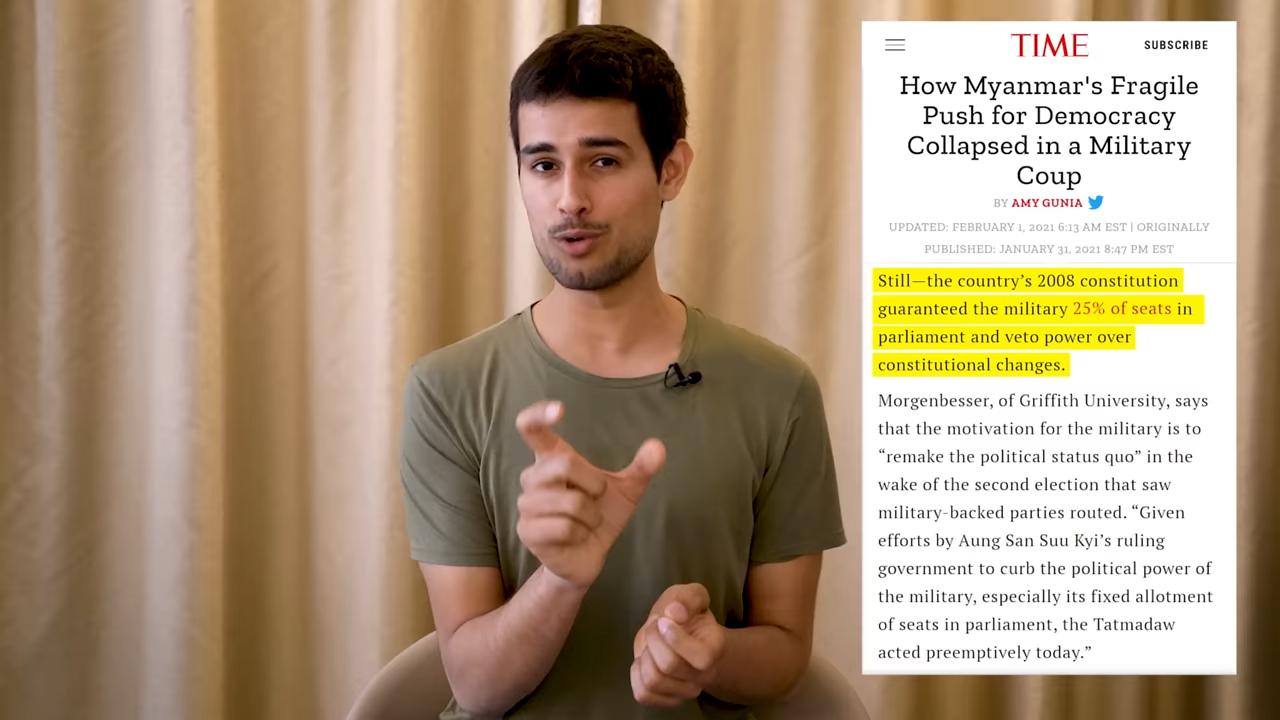 TIME
SUBSCRIBE
How Myanmar's Fragile
Push for Democracy
Collapsed in a Military
Coup
BY AMY GUNIA
UPDATED: FEBRUARY 1, 2021 6:13 AM EST | ORIGINALLY
PUBLISHED: JANUARY 31, 2021 8:47 PM EST
Still—the country’s 2008 constitution
guaranteed the military 25% of seats in
parliament and veto power over
constitutional changes.
Morgenbesser, of Griffith University, says
that the motivation for the military is to
“remake the political status quo” in the
wake of the second election that saw
military-backed parties routed. “Given
efforts by Aung San Suu Kyi’s ruling
government to curb the political power of
the military, especially its fixed allotment
of seats in parliament, the Tatmadaw
acted preemptively today.”